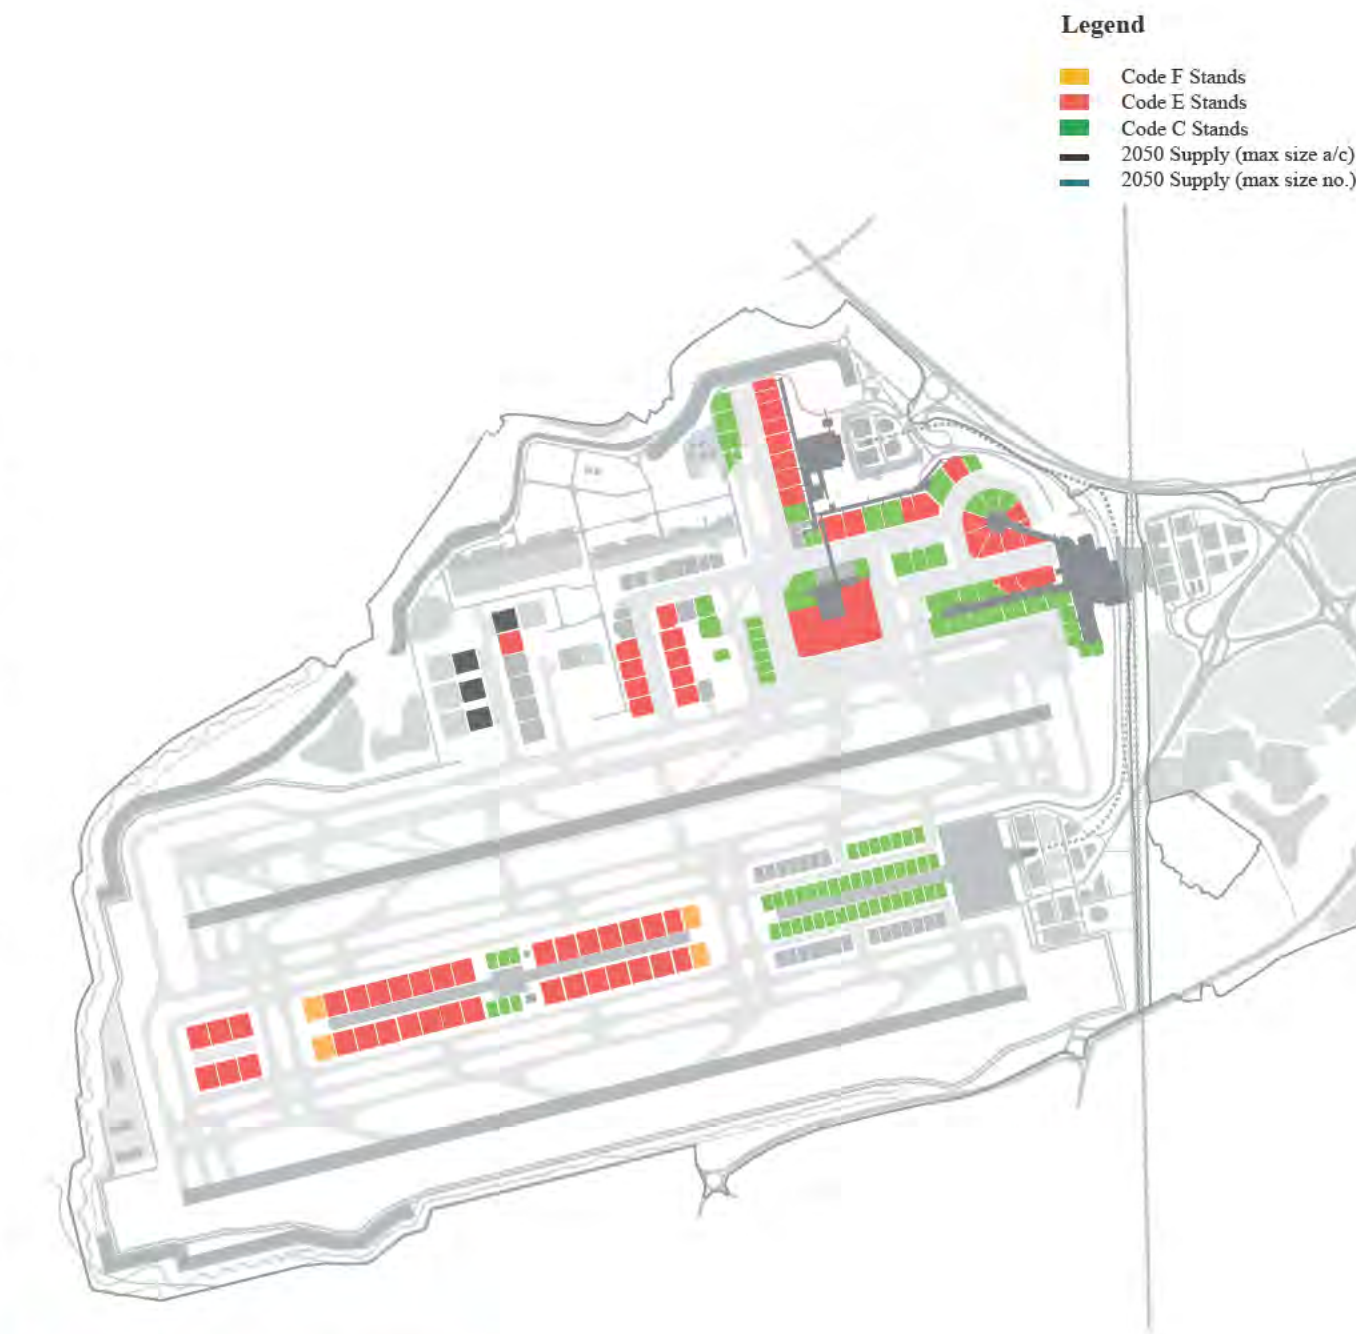 Legend
Code F Stands
Code E Stands
Code C Stands
2050 Supply (max size a/c)
2050 Supply (max size no.)